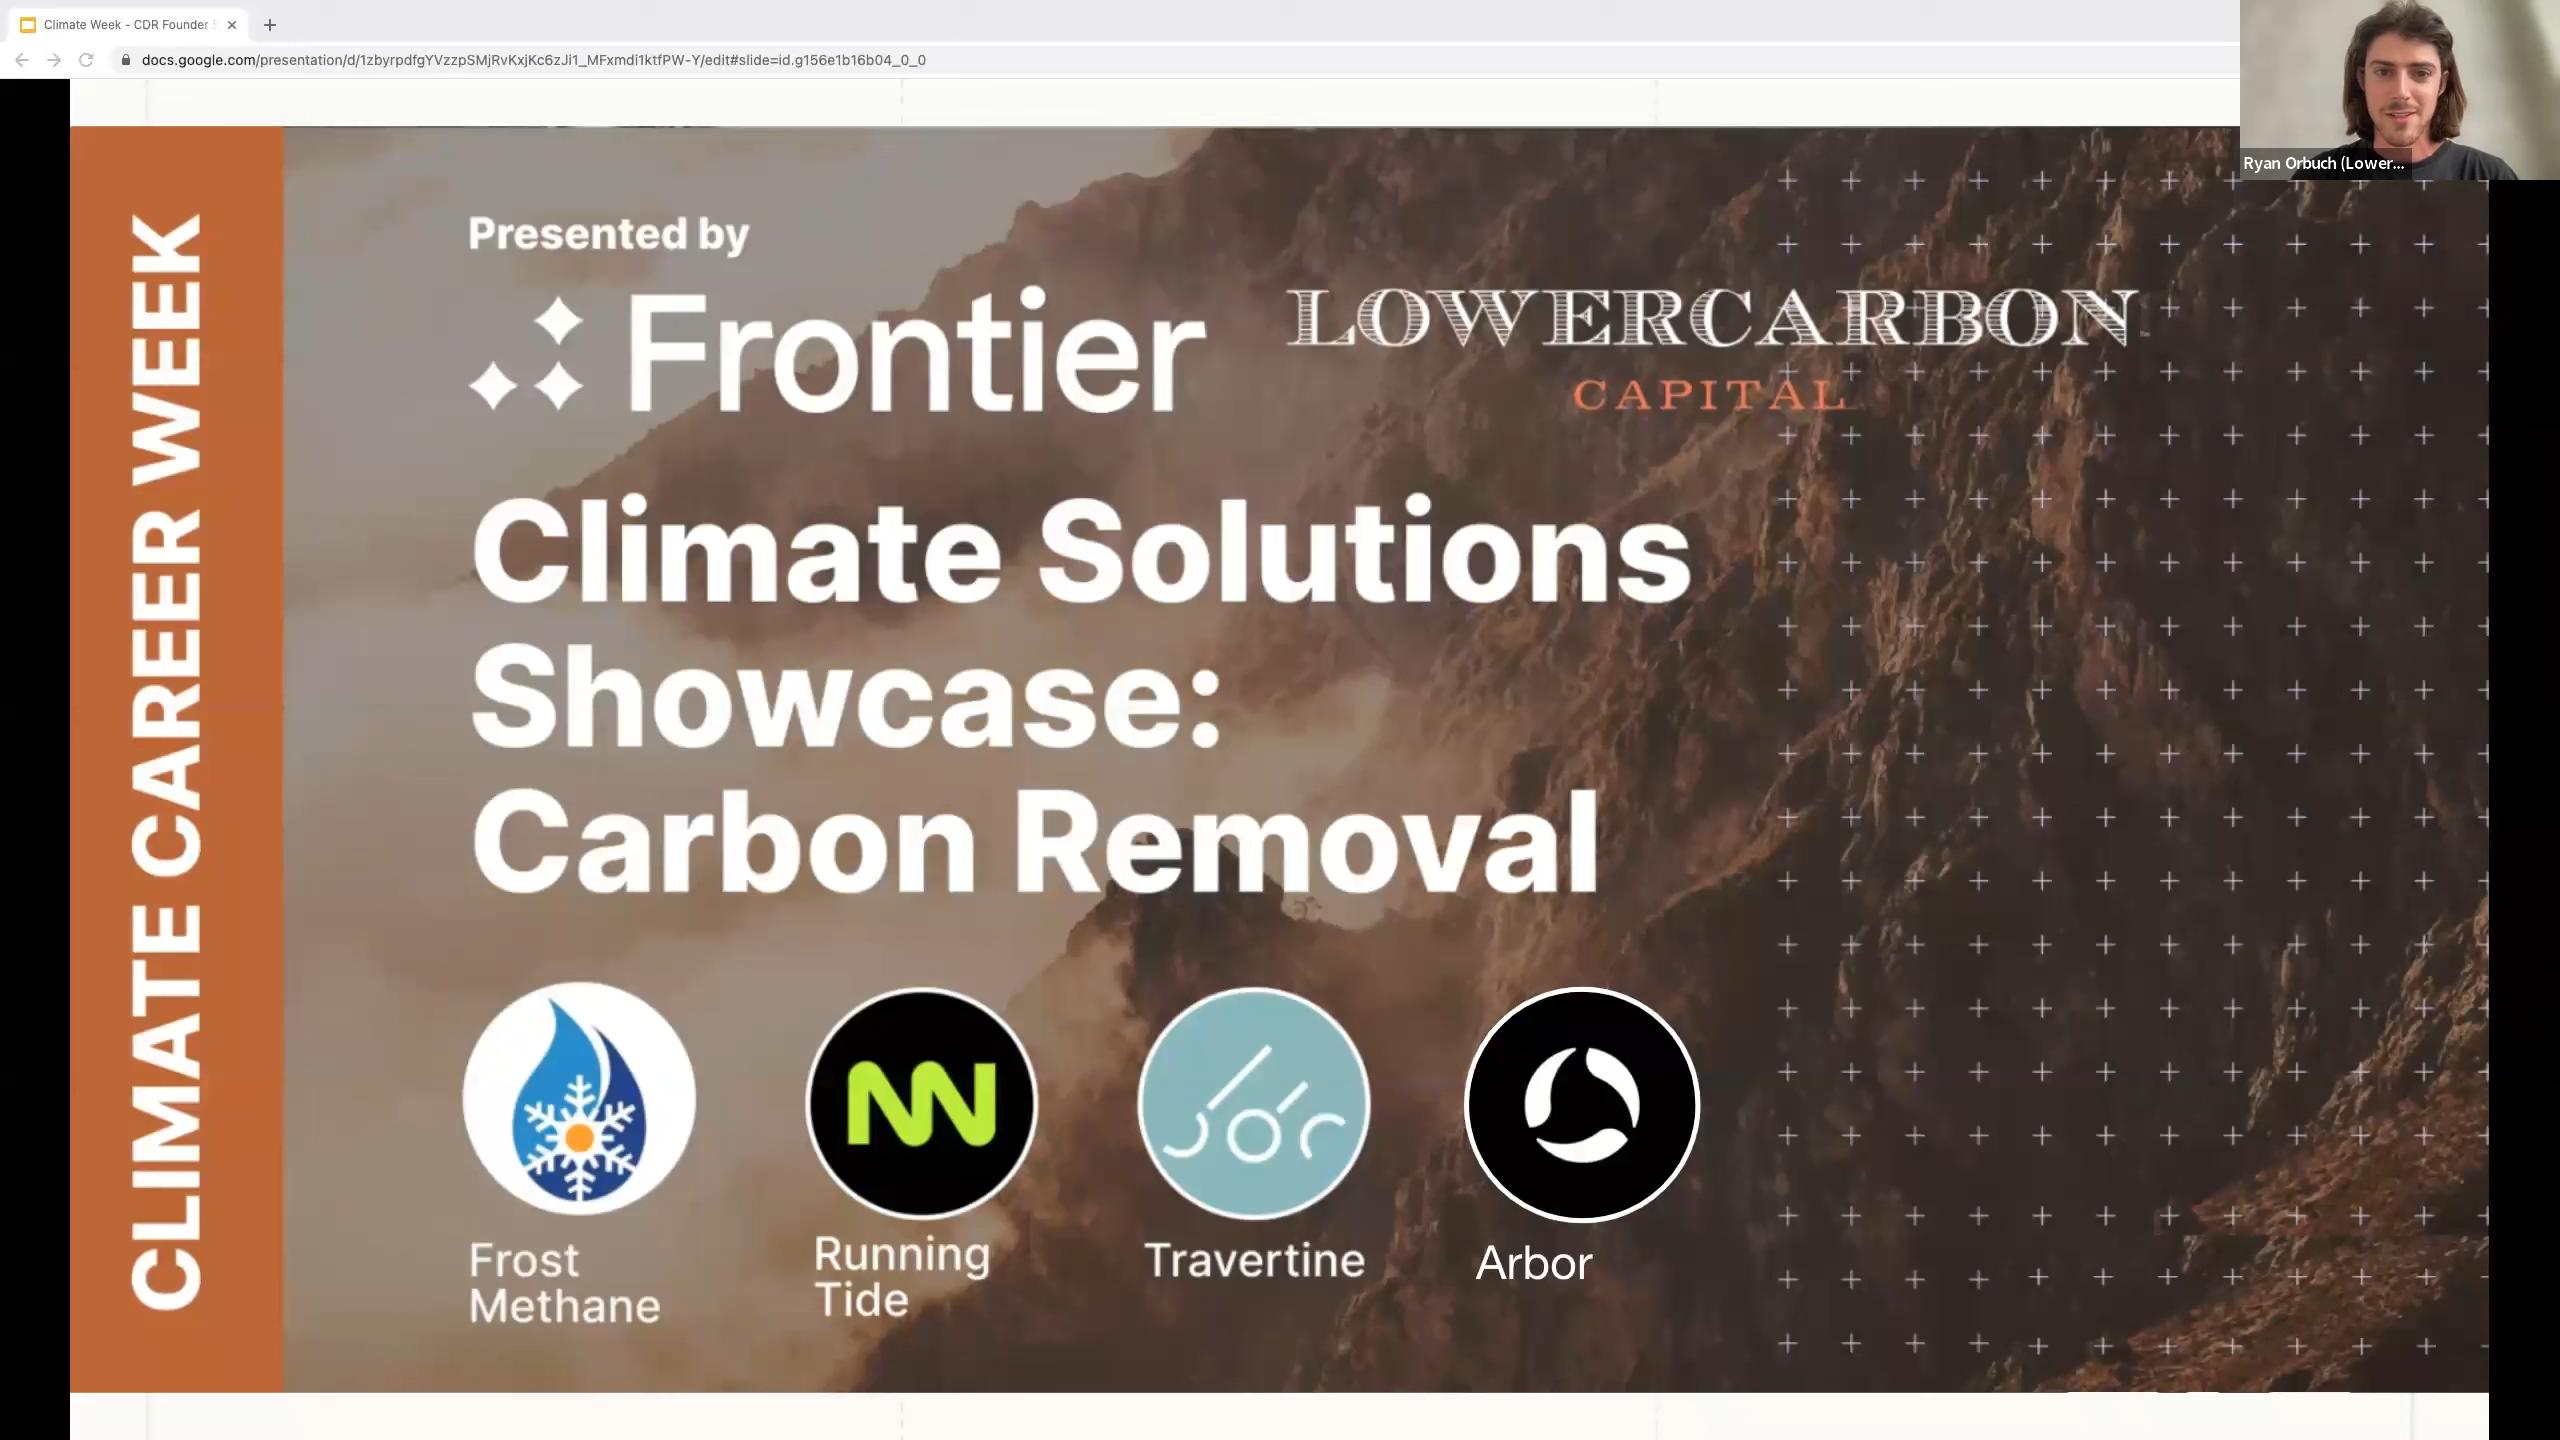 Climate Week - CDR Founder
docs.google.com/presentation/d/1zbyrpdfgYVzzpSMjRvKxjKc6zJi1_MFxmdi1ktfPW-Y/edit#slide=id.g156e1b16b04_0_0
Ryan Orbuch (Lower...
CLIMATE CAREER WEEK
Presented by
Frontier
LOWERCARBON
CAPITAL
Climate Solutions
Showcase:
Carbon Removal
Frost
Methane
Running
Tide
Travertine
Arbor